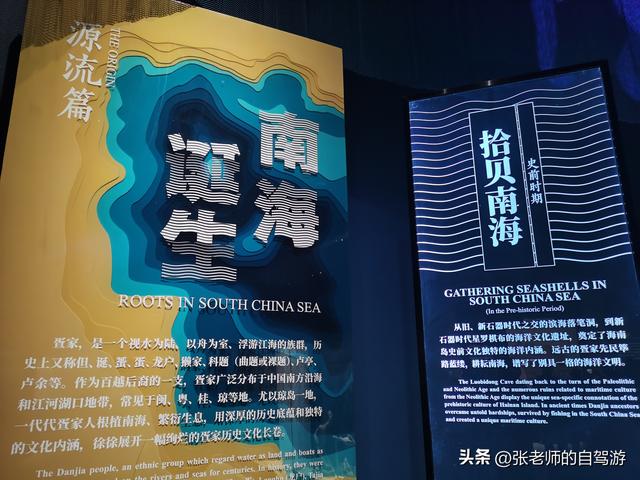 源流篇
THE ORIGIN
南海
生
ROOTS IN SOUTH CHINA SEA
疍家，是一个视水为陆、以舟为室、浮游江海的族群。历
史上又称但、诞、蜑、蛋、龙户、獭家、科题（曲蹄或裸蹄）、卢亭、
卢余等。作为百越后裔的一支，疍家广泛分布于中国南方沿海
和江河湖口地带，常见于闽、粤、桂、琼等地。尤以琼岛一地，
一代代疍家人根植南海、繁衍生息，用深厚的历史底蕴和独特
的文化内涵，徐徐展开一幅绚烂的疍家历史文化长卷。
The Danjia people, an ethnic group which regard water as land and boats as
on the rivers and seas for centuries. In history, they were
拾贝南海
史前时期
GATHERING SEASHELLS IN
SOUTH CHINA SEA
(In the Pre-historic Period)
从旧、新石器时代之交的滨海落笔洞，到新
石器时代星罗棋布的海洋文化遗址，奠定了海南
岛史前文化独特的海洋内涵。远古的疍家先民筚
路蓝缕，耕耘南海，谱写了别具一格的海洋文明。
The Luobidong Cave dating back to the turn of the Paleolithic
and Neolithic Age and the numerous ruins related to maritime culture
from the Neolithic Age display the unique sea-specific connotation of the
prehistoric culture of Hainan Island. In ancient times Danjia ancestors
overcame untold hardships, survived by fishing in the South China Sea
and created a unique maritime culture.
头条 @张老师的自驾游